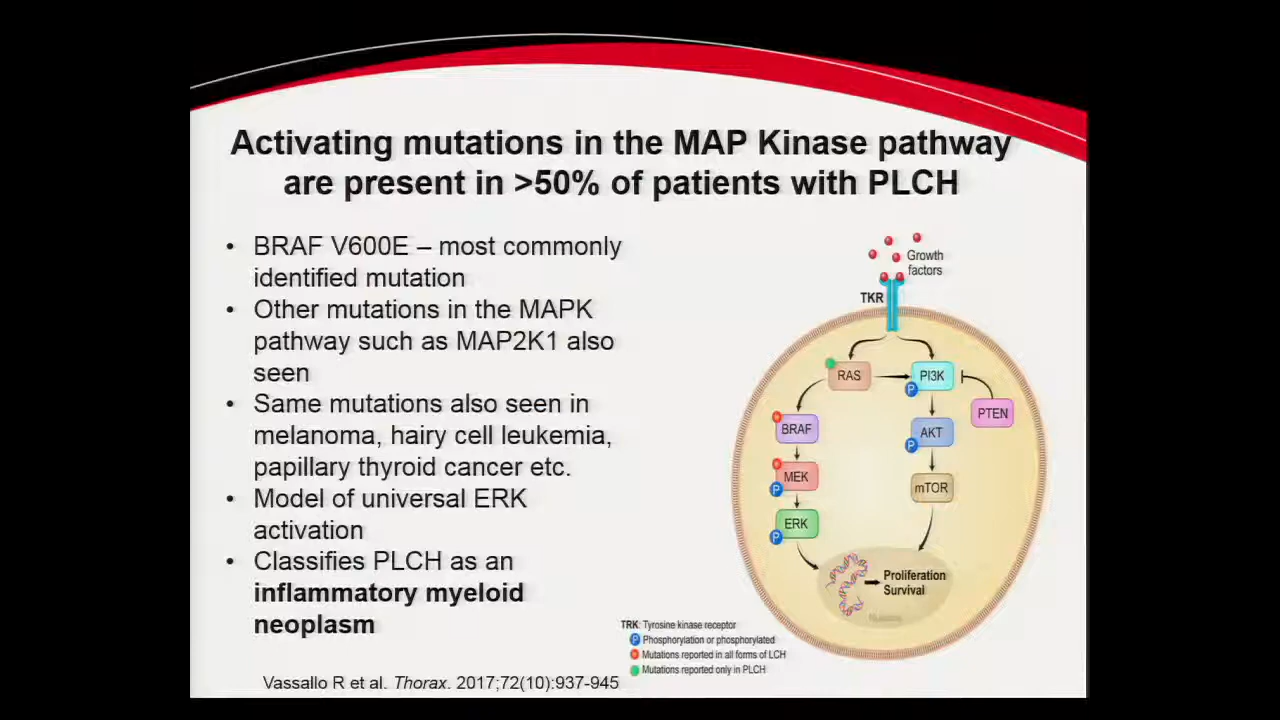 Activating mutations in the MAP Kinase pathway
are present in >50% of patients with PLCH
• BRAF V600E – most commonly
identified mutation
• Other mutations in the MAPK
pathway such as MAP2K1 also
seen
• Same mutations also seen in
melanoma, hairy cell leukemia,
papillary thyroid cancer etc.
• Model of universal ERK
activation
• Classifies PLCH as an
inflammatory myeloid
neoplasm
Growth
factors
TKR
RAS
PI3K
P
PTEN
BRAF
AKT
P
MEK
P
mTOR
ERK
P
Proliferation
Survival
Nucleus
TRK: Tyrosine kinase receptor
P Phosphorylation or phosphorylated
Mutations reported in all forms of LCH
Mutations reported only in PLCH
Vassallo R et al. Thorax. 2017;72(10):937-945